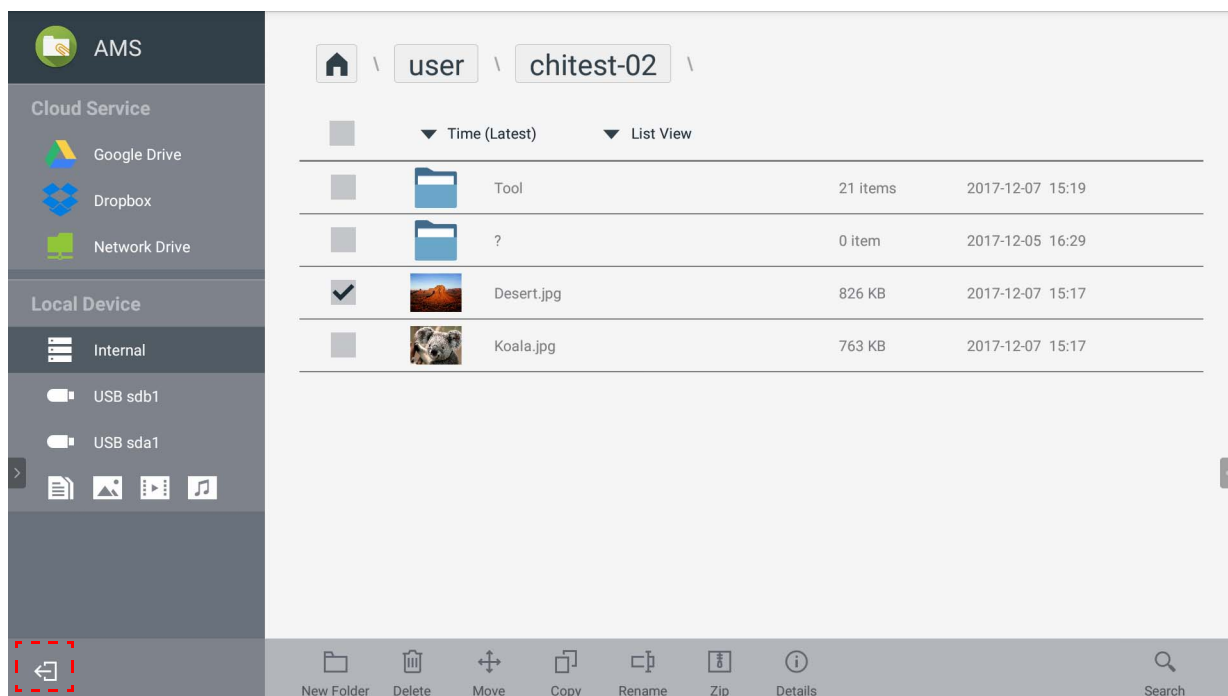 AMS
Cloud Service
Google Drive
Dropbox
Network Drive
Local Device
Internal
USB sdb1
USB sda1
\ user \ chitest-02 \
Time (Latest) List View
Tool 21 items 2017-12-07 15:19
? 0 item 2017-12-05 16:29
Desert.jpg 826 KB 2017-12-07 15:17
Koala.jpg 763 KB 2017-12-07 15:17
New Folder Delete Move Copy Rename Zip Details Search